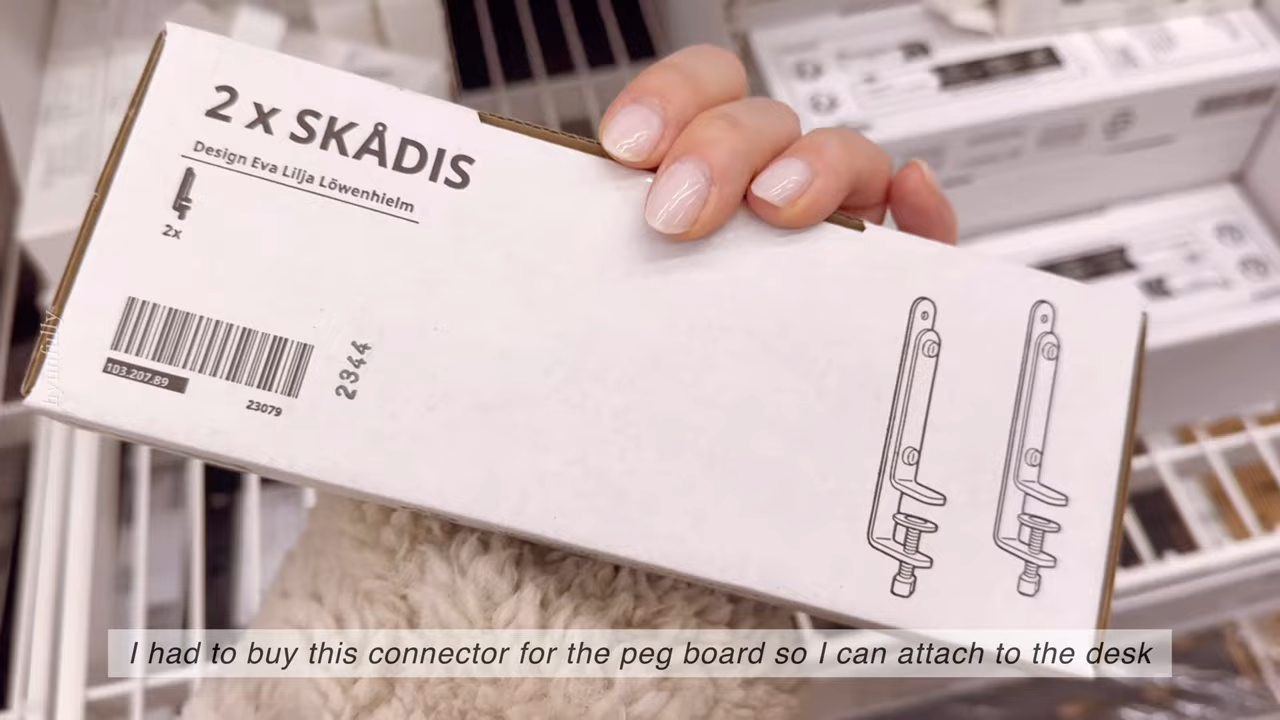 2 x SKÅDIS
Design Eva Lilja Löwenhielm
2x
103.207.89
23079
2344
hynnfully
I had to buy this connector for the peg board so I can attach to the desk